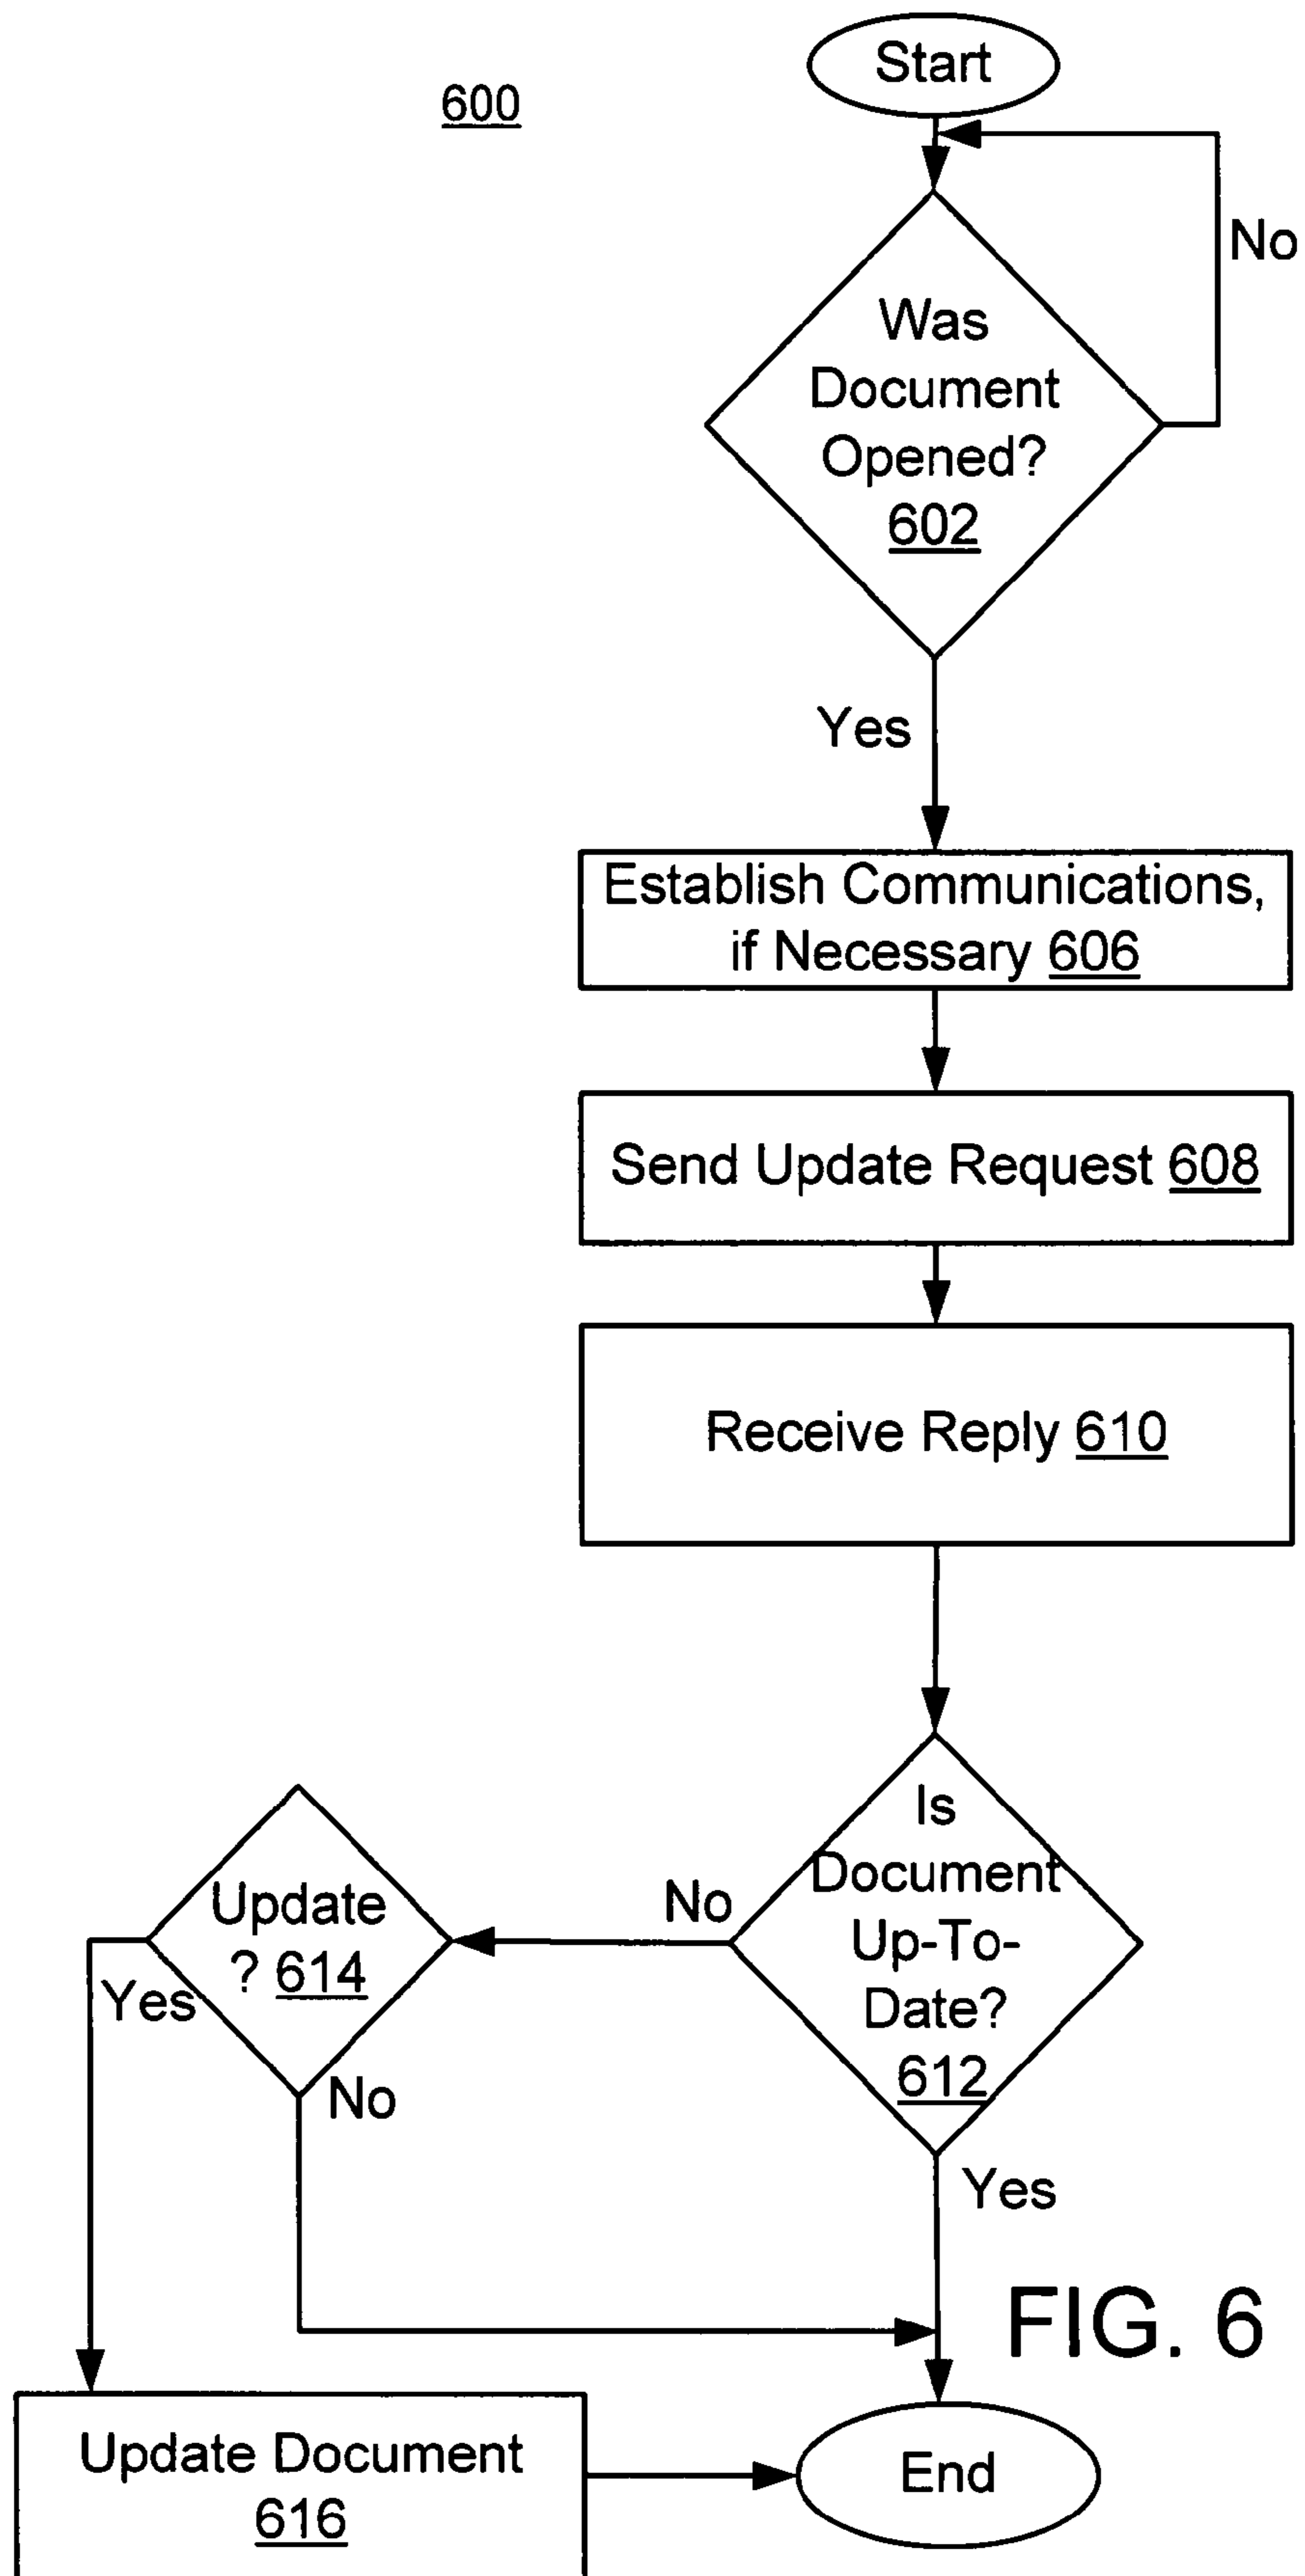 Start
600
No
Was
Document
Opened?
602
Yes
Establish Communications,
if Necessary 606
Send Update Request 608
Receive Reply 610
Is
Document
Up-To-
Date?
612
No
Update
? 614
Yes
No
Yes
FIG. 6
Update Document
616
End